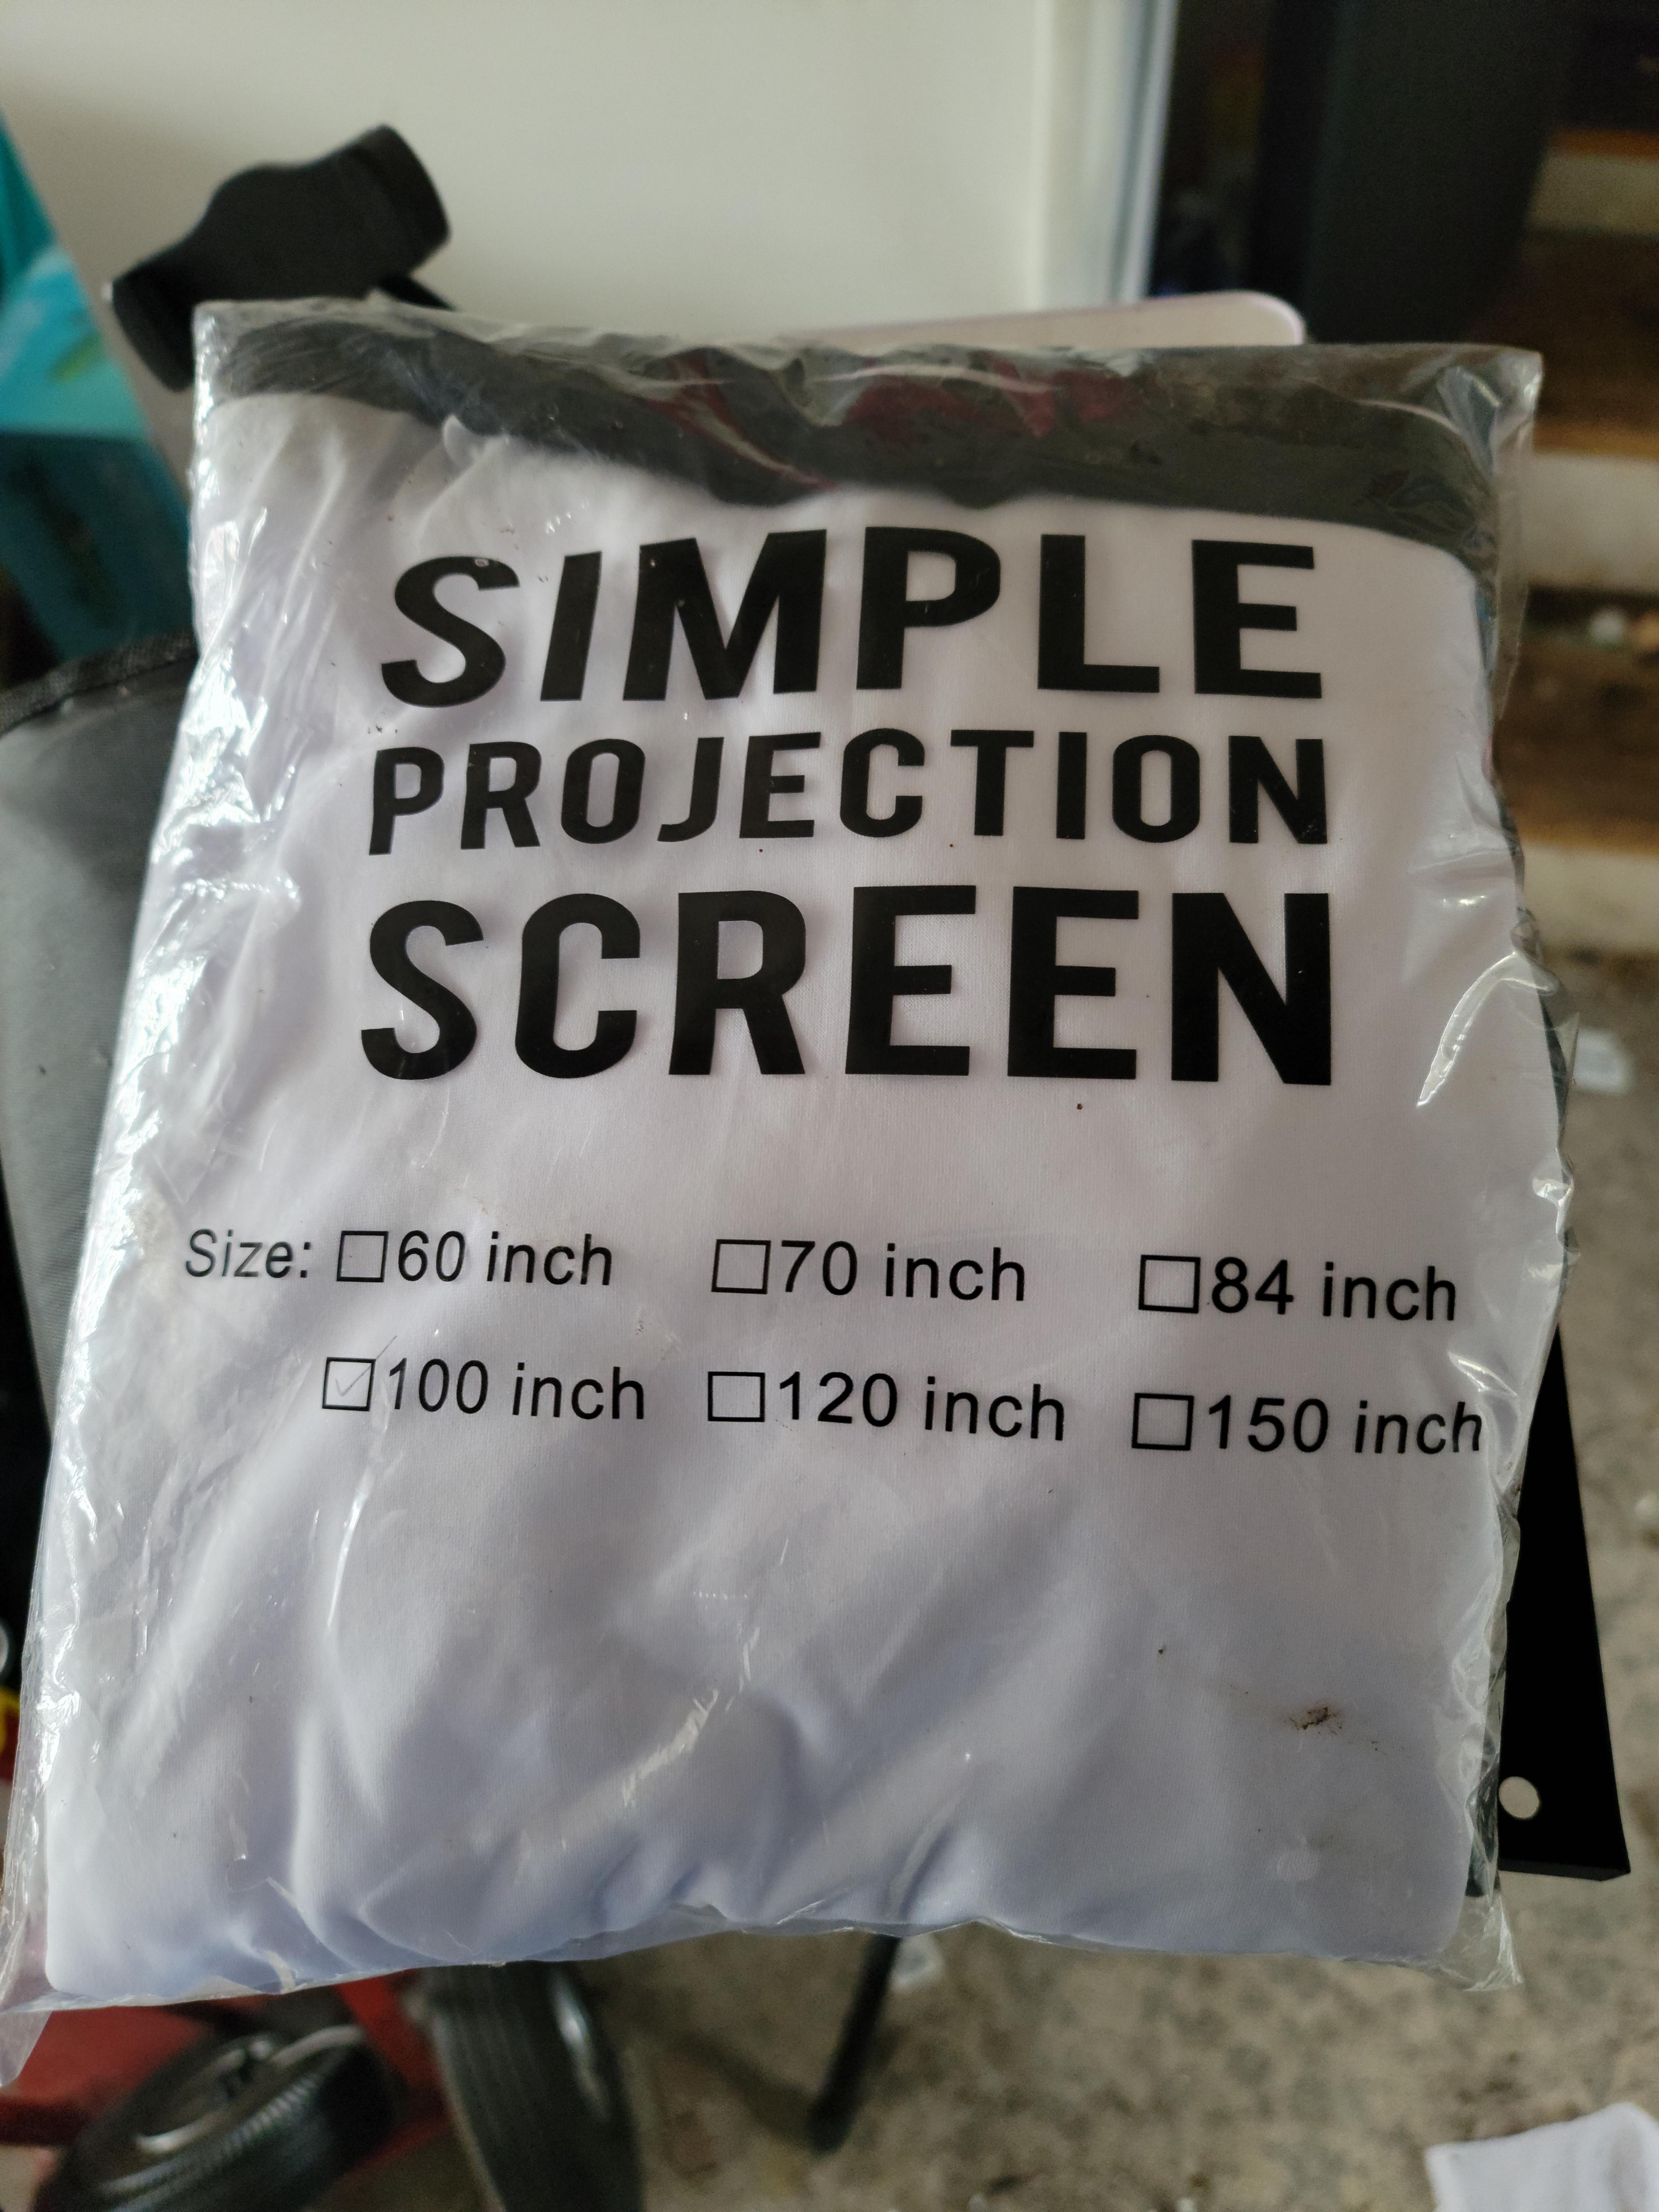 SIMPLE
PROJECTION
SCREEN
Size: ☐60 inch ☐70 inch ☐84 inch
☑100 inch ☐120 inch ☐150 inch